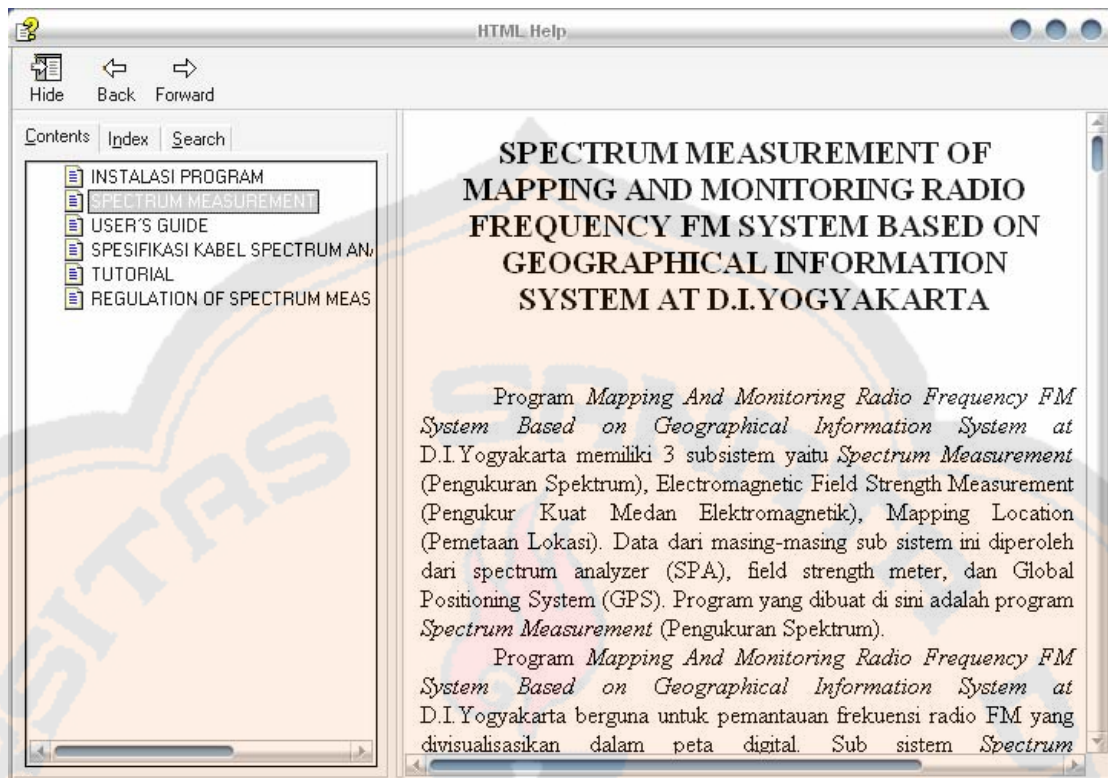 HTML Help
Hide Back Forward
Contents Index Search
INSTALASI PROGRAM
SPECTRUM MEASUREMENT
USER'S GUIDE
SPESIFIKASI KABEL SPECTRUM AN
TUTORIAL
REGULATION OF SPECTRUM MEAS
SPECTRUM MEASUREMENT OF
MAPPING AND MONITORING RADIO
FREQUENCY FM SYSTEM BASED ON
GEOGRAPHICAL INFORMATION
SYSTEM AT D.I.YOGYAKARTA
Program Mapping And Monitoring Radio Frequency FM
System Based on Geographical Information System at
D.I.Yogyakarta memiliki 3 subsistem yaitu Spectrum Measurement
(Pengukuran Spektrum), Electromagnetic Field Strength Measurement
(Pengukur Kuat Medan Elektromagnetik), Mapping Location
(Pemetaan Lokasi). Data dari masing-masing sub sistem ini diperoleh
dari spectrum analyzer (SPA), field strength meter, dan Global
Positioning System (GPS). Program yang dibuat di sini adalah program
Spectrum Measurement (Pengukuran Spektrum).
Program Mapping And Monitoring Radio Frequency FM
System Based on Geographical Information System at
D.I.Yogyakarta berguna untuk pemantauan frekuensi radio FM yang
divisualisasikan dalam peta digital. Sub sistem Spectrum